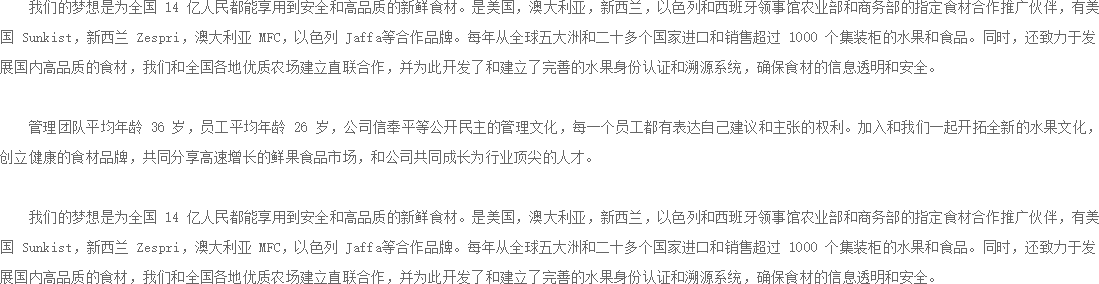 我们的梦想是为全国 14 亿人民都能享用到安全和高品质的新鲜食材。是美国，澳大利亚，新西兰，以色列和西班牙领事馆农业部和商务部的指定食材合作推广伙伴，有美
国 Sunkist，新西兰 Zespri，澳大利亚 MFC，以色列 Jaffa等合作品牌。每年从全球五大洲和二十多个国家进口和销售超过 1000 个集装柜的水果和食品。同时，还致力于发
展国内高品质的食材，我们和全国各地优质农场建立直联合作，并为此开发了和建立了完善的水果身份认证和溯源系统，确保食材的信息透明和安全。
管理团队平均年龄 36 岁，员工平均年龄 26 岁，公司信奉平等公开民主的管理文化，每一个员工都有表达自己建议和主张的权利。加入和我们一起开拓全新的水果文化，
创立健康的食材品牌，共同分享高速增长的鲜果食品市场，和公司共同成长为行业顶尖的人才。
我们的梦想是为全国 14 亿人民都能享用到安全和高品质的新鲜食材。是美国，澳大利亚，新西兰，以色列和西班牙领事馆农业部和商务部的指定食材合作推广伙伴，有美
国 Sunkist，新西兰 Zespri，澳大利亚 MFC，以色列 Jaffa等合作品牌。每年从全球五大洲和二十多个国家进口和销售超过 1000 个集装柜的水果和食品。同时，还致力于发
展国内高品质的食材，我们和全国各地优质农场建立直联合作，并为此开发了和建立了完善的水果身份认证和溯源系统，确保食材的信息透明和安全。